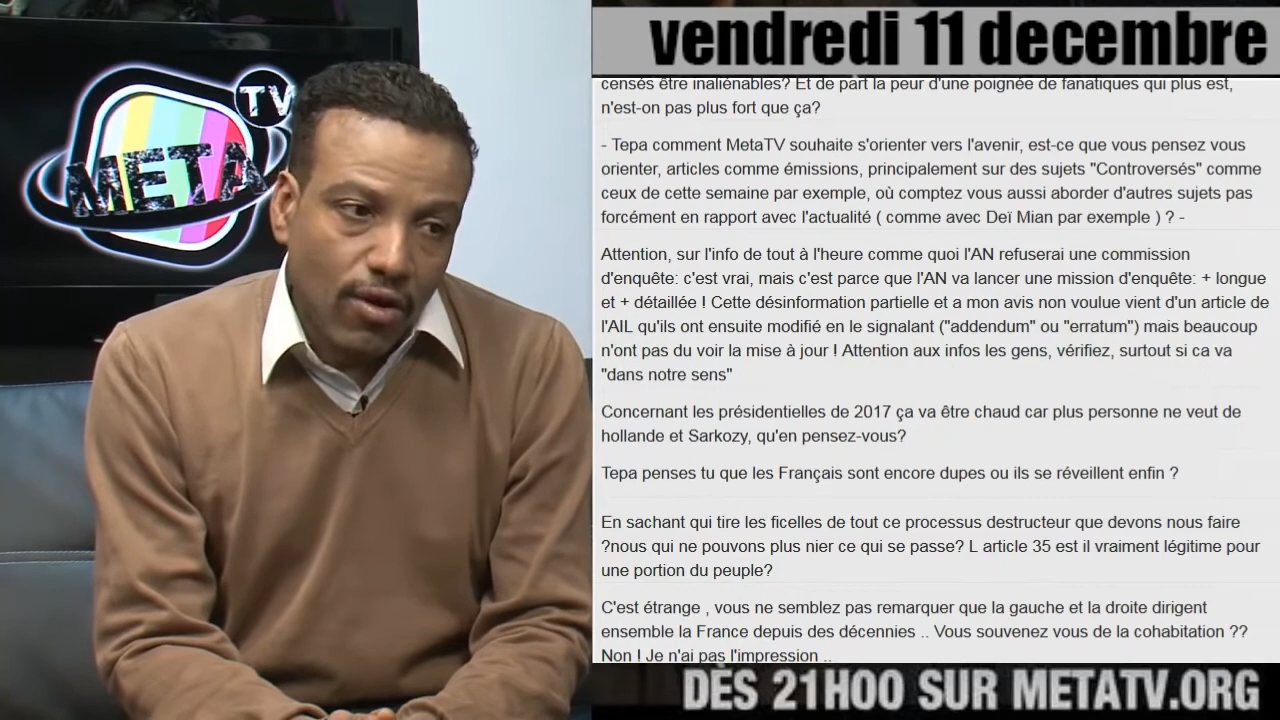 META TV
vendredi 11 decembre
censés être inaliénables? Et de part la peur d'une poignée de fanatiques qui plus est,
n'est-on pas plus fort que ça?
- Tepa comment MetaTV souhaite s'orienter vers l'avenir, est-ce que vous pensez vous
orienter, articles comme émissions, principalement sur des sujets "Controversés" comme
ceux de cette semaine par exemple, où comptez vous aussi aborder d'autres sujets pas
forcément en rapport avec l'actualité ( comme avec Deï Mian par exemple ) ? -
Attention, sur l'info de tout à l'heure comme quoi l'AN refuserai une commission
d'enquête: c'est vrai, mais c'est parce que l'AN va lancer une mission d'enquête: + longue
et + détaillée ! Cette désinformation partielle et a mon avis non voulue vient d'un article de
l'AIL qu'ils ont ensuite modifié en le signalant ("addendum" ou "erratum") mais beaucoup
n'ont pas du voir la mise à jour ! Attention aux infos les gens, vérifiez, surtout si ca va
"dans notre sens"
Concernant les présidentielles de 2017 ça va être chaud car plus personne ne veut de
hollande et Sarkozy, qu'en pensez-vous?
Tepa penses tu que les Français sont encore dupes ou ils se réveillent enfin ?
En sachant qui tire les ficelles de tout ce processus destructeur que devons nous faire
?nous qui ne pouvons plus nier ce qui se passe? L article 35 est il vraiment légitime pour
une portion du peuple?
C'est étrange , vous ne semblez pas remarquer que la gauche et la droite dirigent
ensemble la France depuis des décennies .. Vous souvenez vous de la cohabitation ??
Non ! Je n'ai pas l'impression ..
DÈS 21H00 SUR METATV.ORG